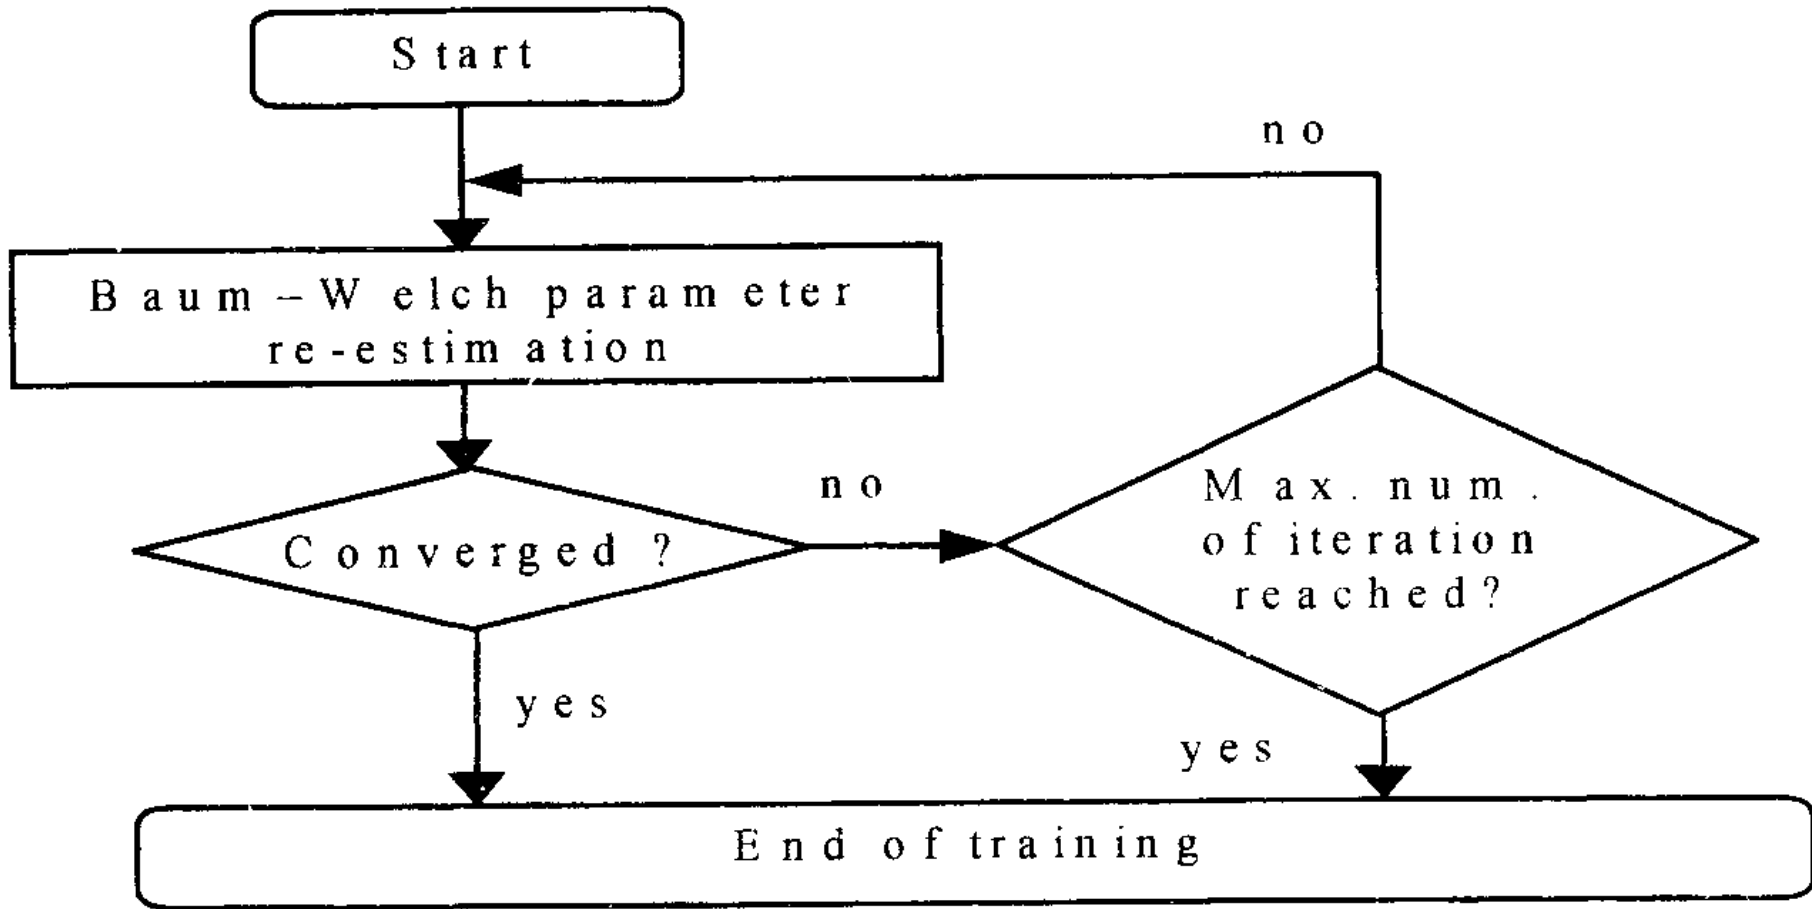 Start
no
Baum-Welch parameter
re-estimation
no
Converged?
Max. num.
of iteration
reached?
yes
yes
End of training